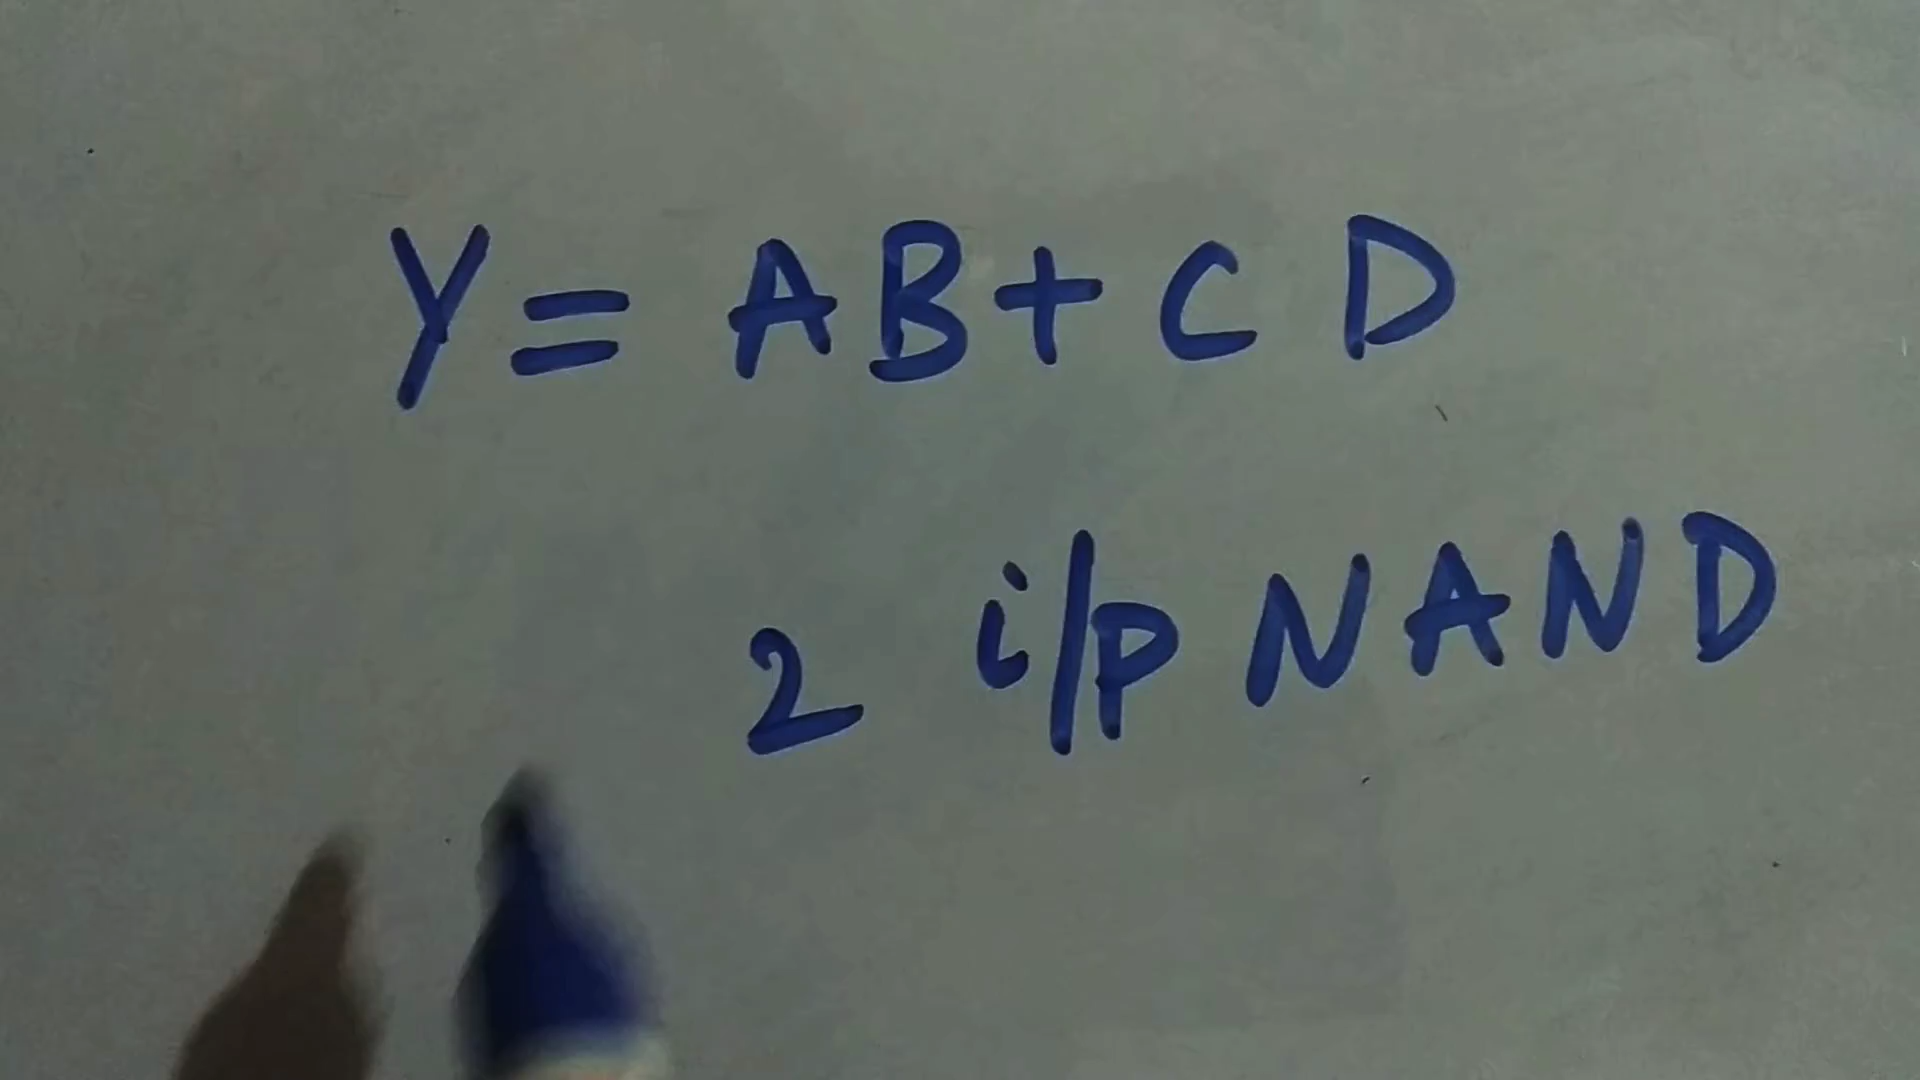 Y = AB + CD
2 i/p NAND